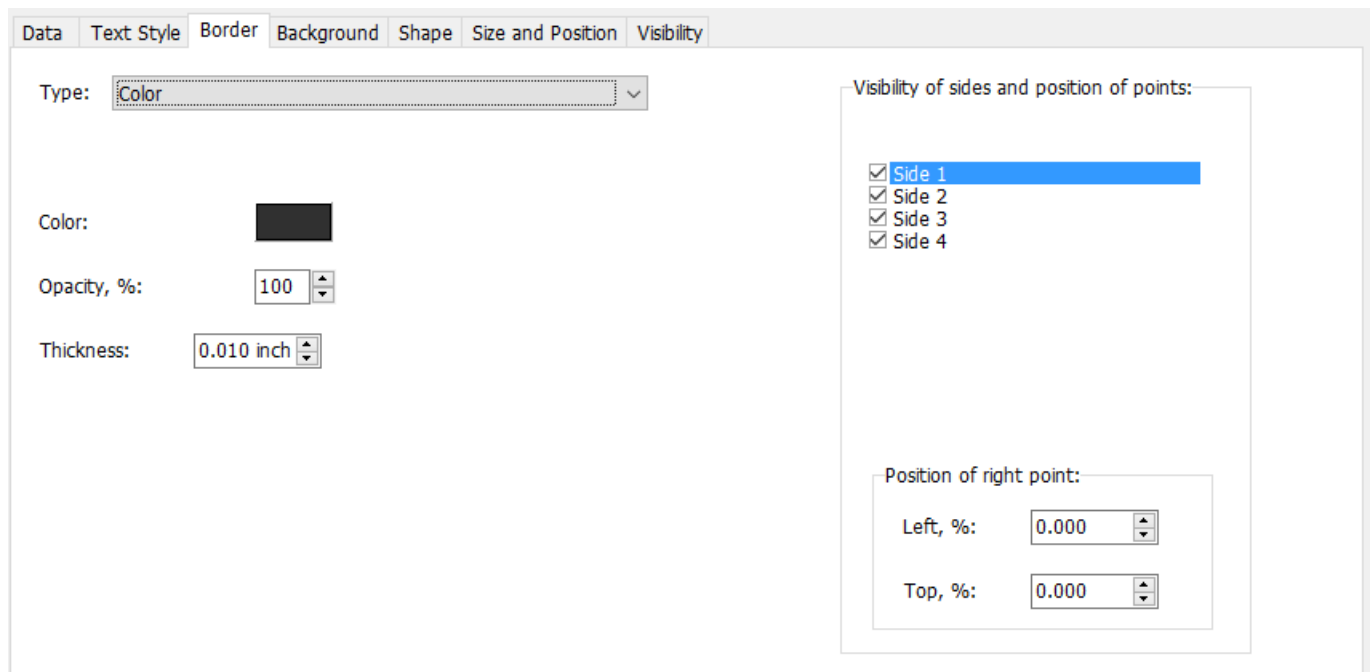 Data Text Style Border Background Shape Size and Position Visibility
Type: Color
Visibility of sides and position of points:
Side 1
Side 2
Side 3
Side 4
Color:
Opacity, %: 100
Thickness: 0.010 inch
Position of right point:
Left, %: 0.000
Top, %: 0.000